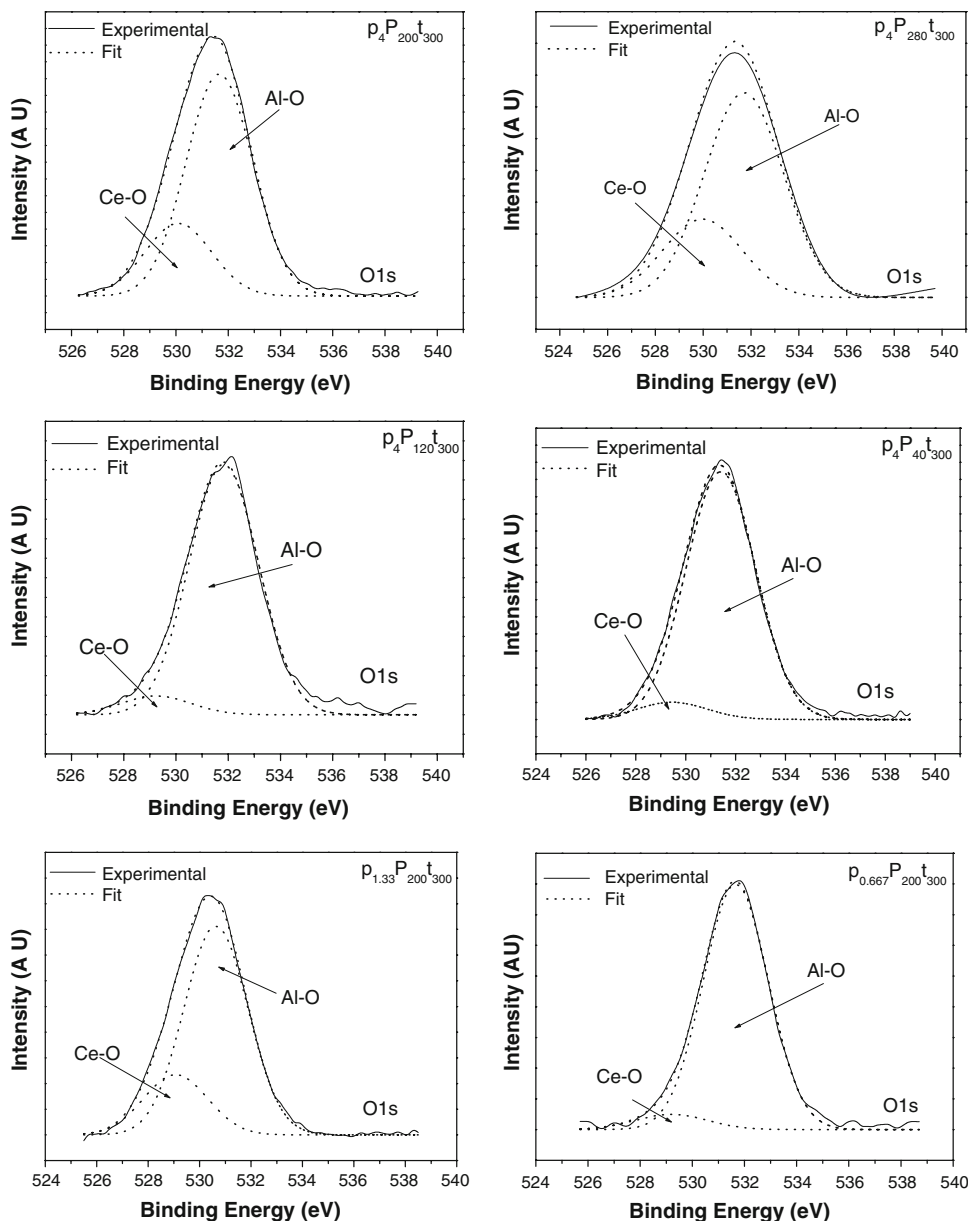 Experimental
Fit
p4P200t300
Al-O
Ce-O
O1s
Intensity (A U)
526 528 530 532 534 536 538 540
Binding Energy (eV)
Experimental
Fit
p4P280t300
Al-O
Ce-O
O1s
Intensity (A U)
524 526 528 530 532 534 536 538 540
Binding Energy (eV)
Experimental
Fit
p4P120t300
Al-O
Ce-O
O1s
Intensity (A U)
526 528 530 532 534 536 538 540
Binding Energy (eV)
Experimental
Fit
p4P40t300
Al-O
Ce-O
O1s
Intensity (A U)
524 526 528 530 532 534 536 538 540
Binding Energy (eV)
Experimental
Fit
p1.33P200t300
Al-O
Ce-O
O1s
Intensity (A U)
524 526 528 530 532 534 536 538 540
Binding Energy (eV)
Experimental
Fit
p0.667P200t300
Al-O
Ce-O
O1s
Intensity (AU)
524 526 528 530 532 534 536 538 540
Binding Energy (eV)